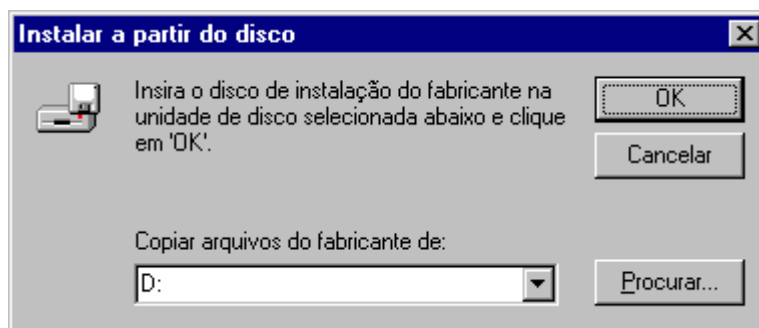 Instalar a partir do disco
Insira o disco de instalação do fabricante na
unidade de disco selecionada abaixo e clique
em 'OK'.
OK
Cancelar
Copiar arquivos do fabricante de:
D:
Procurar...